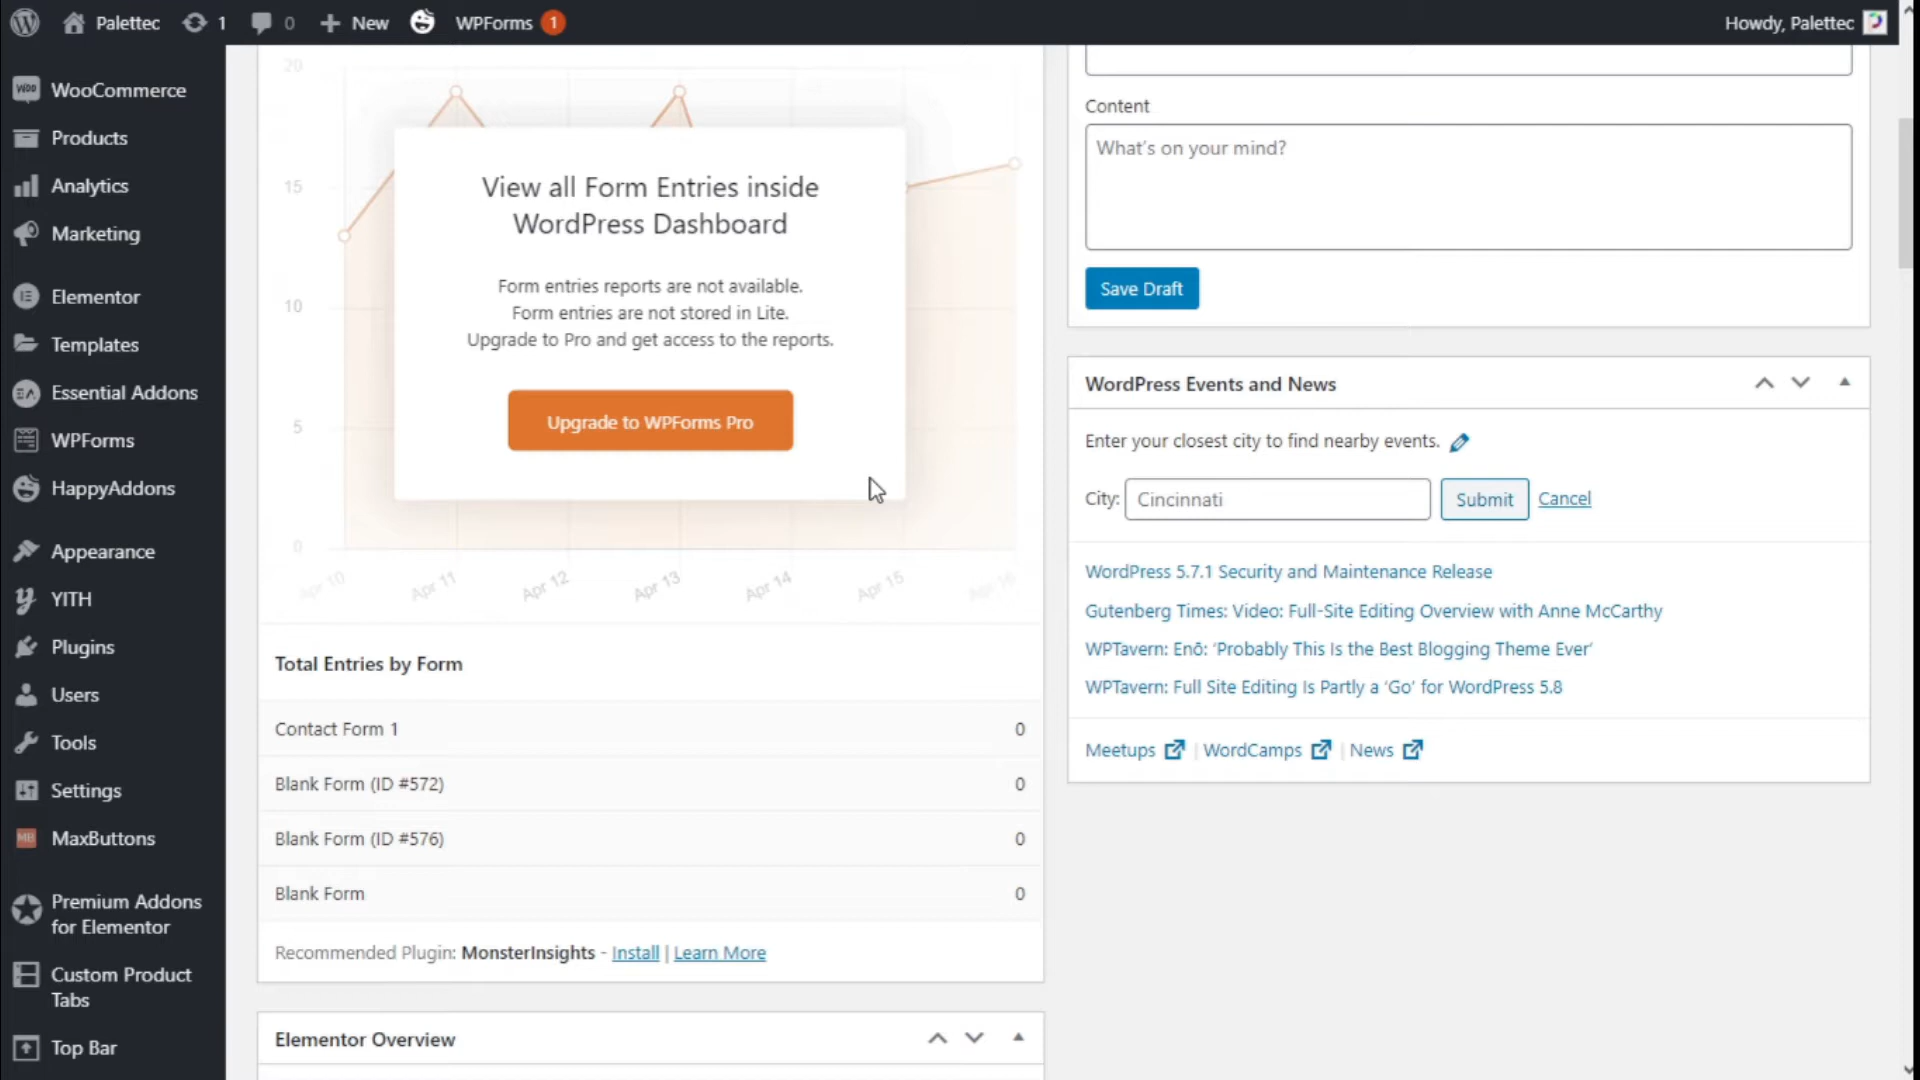 Palettec
1
0
New
WPForms
1
Howdy, Palettec
WooCommerce
Products
Analytics
Marketing
Elementor
Templates
Essential Addons
WPForms
HappyAddons
Appearance
YITH
Plugins
Users
Tools
Settings
MaxButtons
Premium Addons
for Elementor
Custom Product
Tabs
Top Bar
20
15
10
5
0
View all Form Entries inside
WordPress Dashboard
Form entries reports are not available.
Form entries are not stored in Lite.
Upgrade to Pro and get access to the reports.
Upgrade to WPForms Pro
Apr 10
Apr 11
Apr 12
Apr 13
Apr 14
Apr 15
Apr 16
Total Entries by Form
Contact Form 1 0
Blank Form (ID #572) 0
Blank Form (ID #576) 0
Blank Form 0
Recommended Plugin: MonsterInsights - Install | Learn More
Elementor Overview
Content
What's on your mind?
Save Draft
WordPress Events and News
Enter your closest city to find nearby events.
City: Cincinnati Submit Cancel
WordPress 5.7.1 Security and Maintenance Release
Gutenberg Times: Video: Full-Site Editing Overview with Anne McCarthy
WPTavern: Enō: ‘Probably This Is the Best Blogging Theme Ever’
WPTavern: Full Site Editing Is Partly a ‘Go’ for WordPress 5.8
Meetups | WordCamps | News